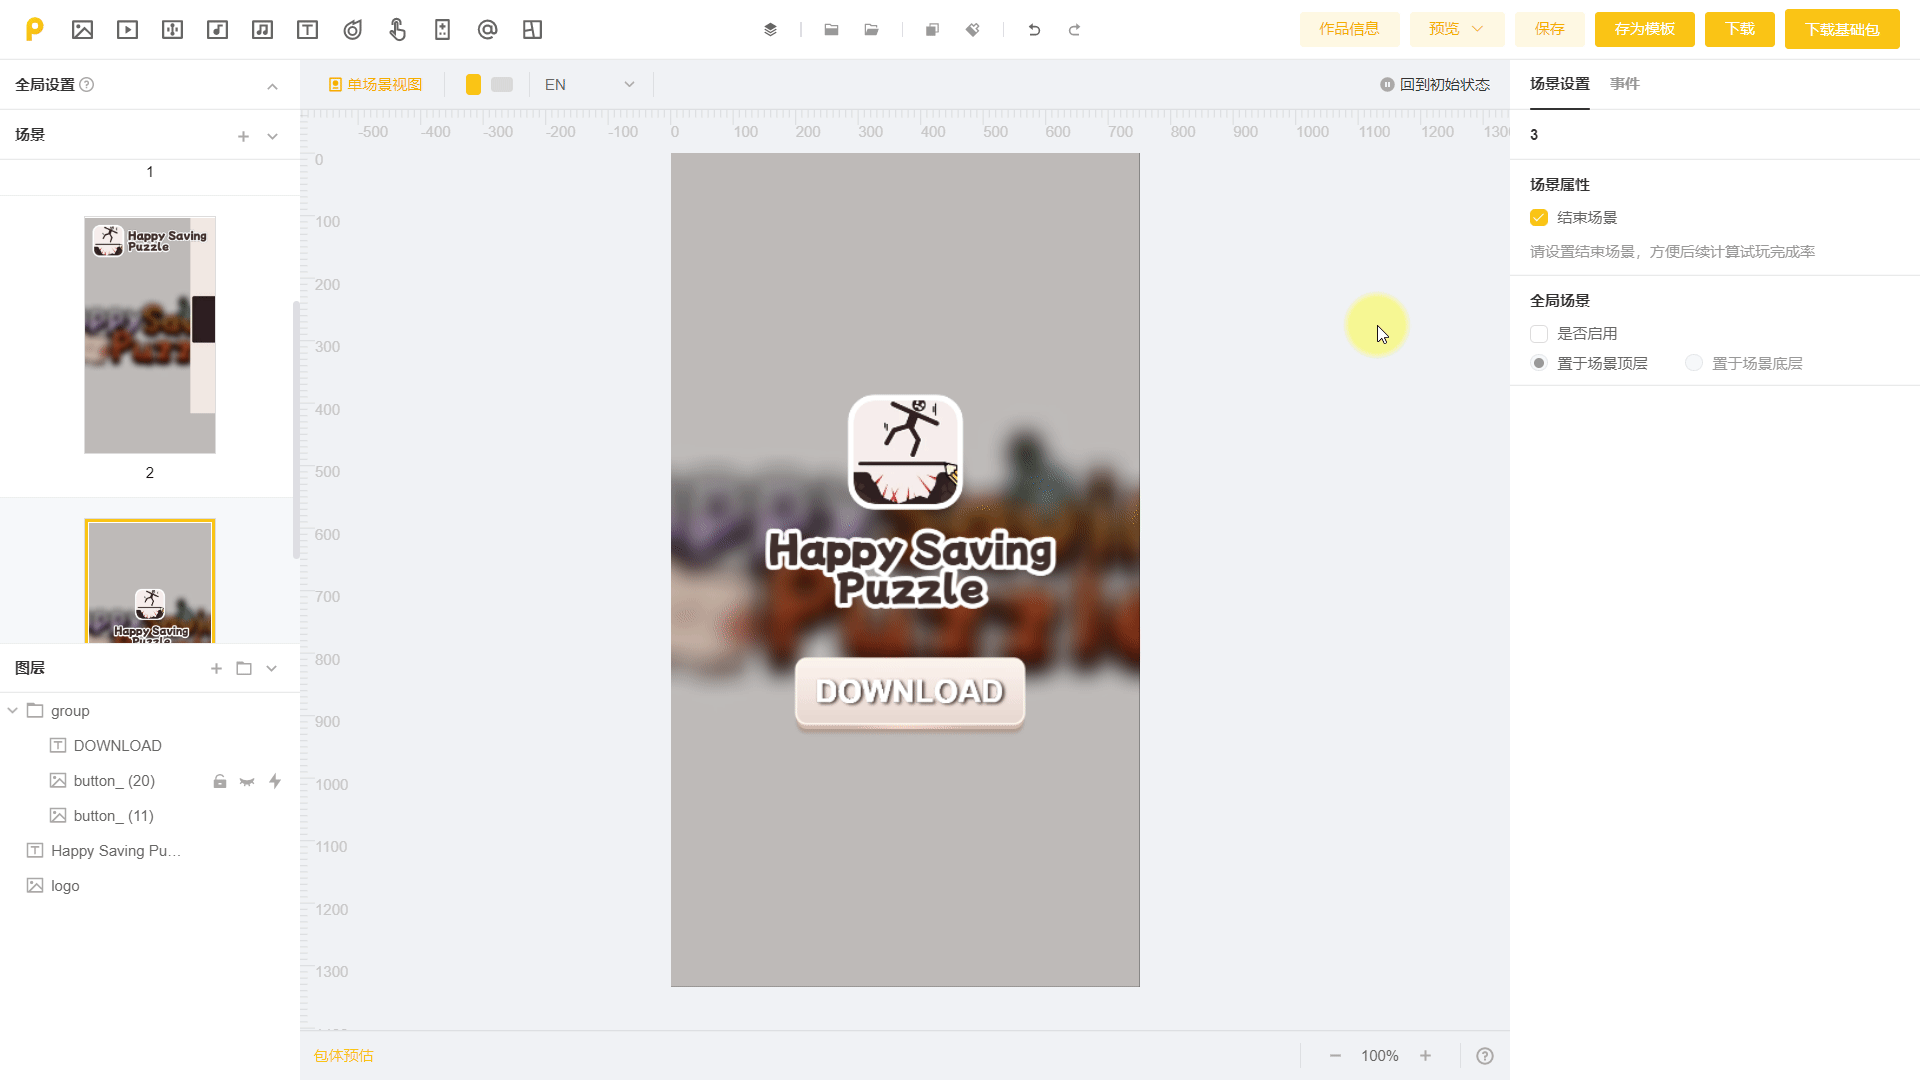 作品信息
预览
保存
存为模板
下载
下载基础包
全局设置
场景
1
Happy Saving
Puzzle
2
Happy Saving
Puzzle
图层
group
DOWNLOAD
button_ (20)
button_ (11)
Happy Saving Pu...
logo
单场景视图
EN
回到初始状态
-500 -400 -300 -200 -100 0 100 200 300 400 500 600 700 800 900 1000 1100 1200 1300
0
100
200
300
400
500
600
700
800
900
1000
1100
1200
1300
Happy Saving
Puzzle
DOWNLOAD
包体预估
100%
场景设置 事件
3
场景属性
结束场景
请设置结束场景，方便后续计算试玩完成率
全局场景
是否启用
置于场景顶层 置于场景底层